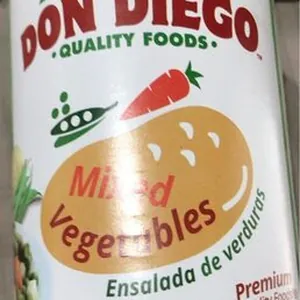 DON DIEGO
• QUALITY FOODS •
Mixed
Vegetables
Ensalada de verduras
Premium